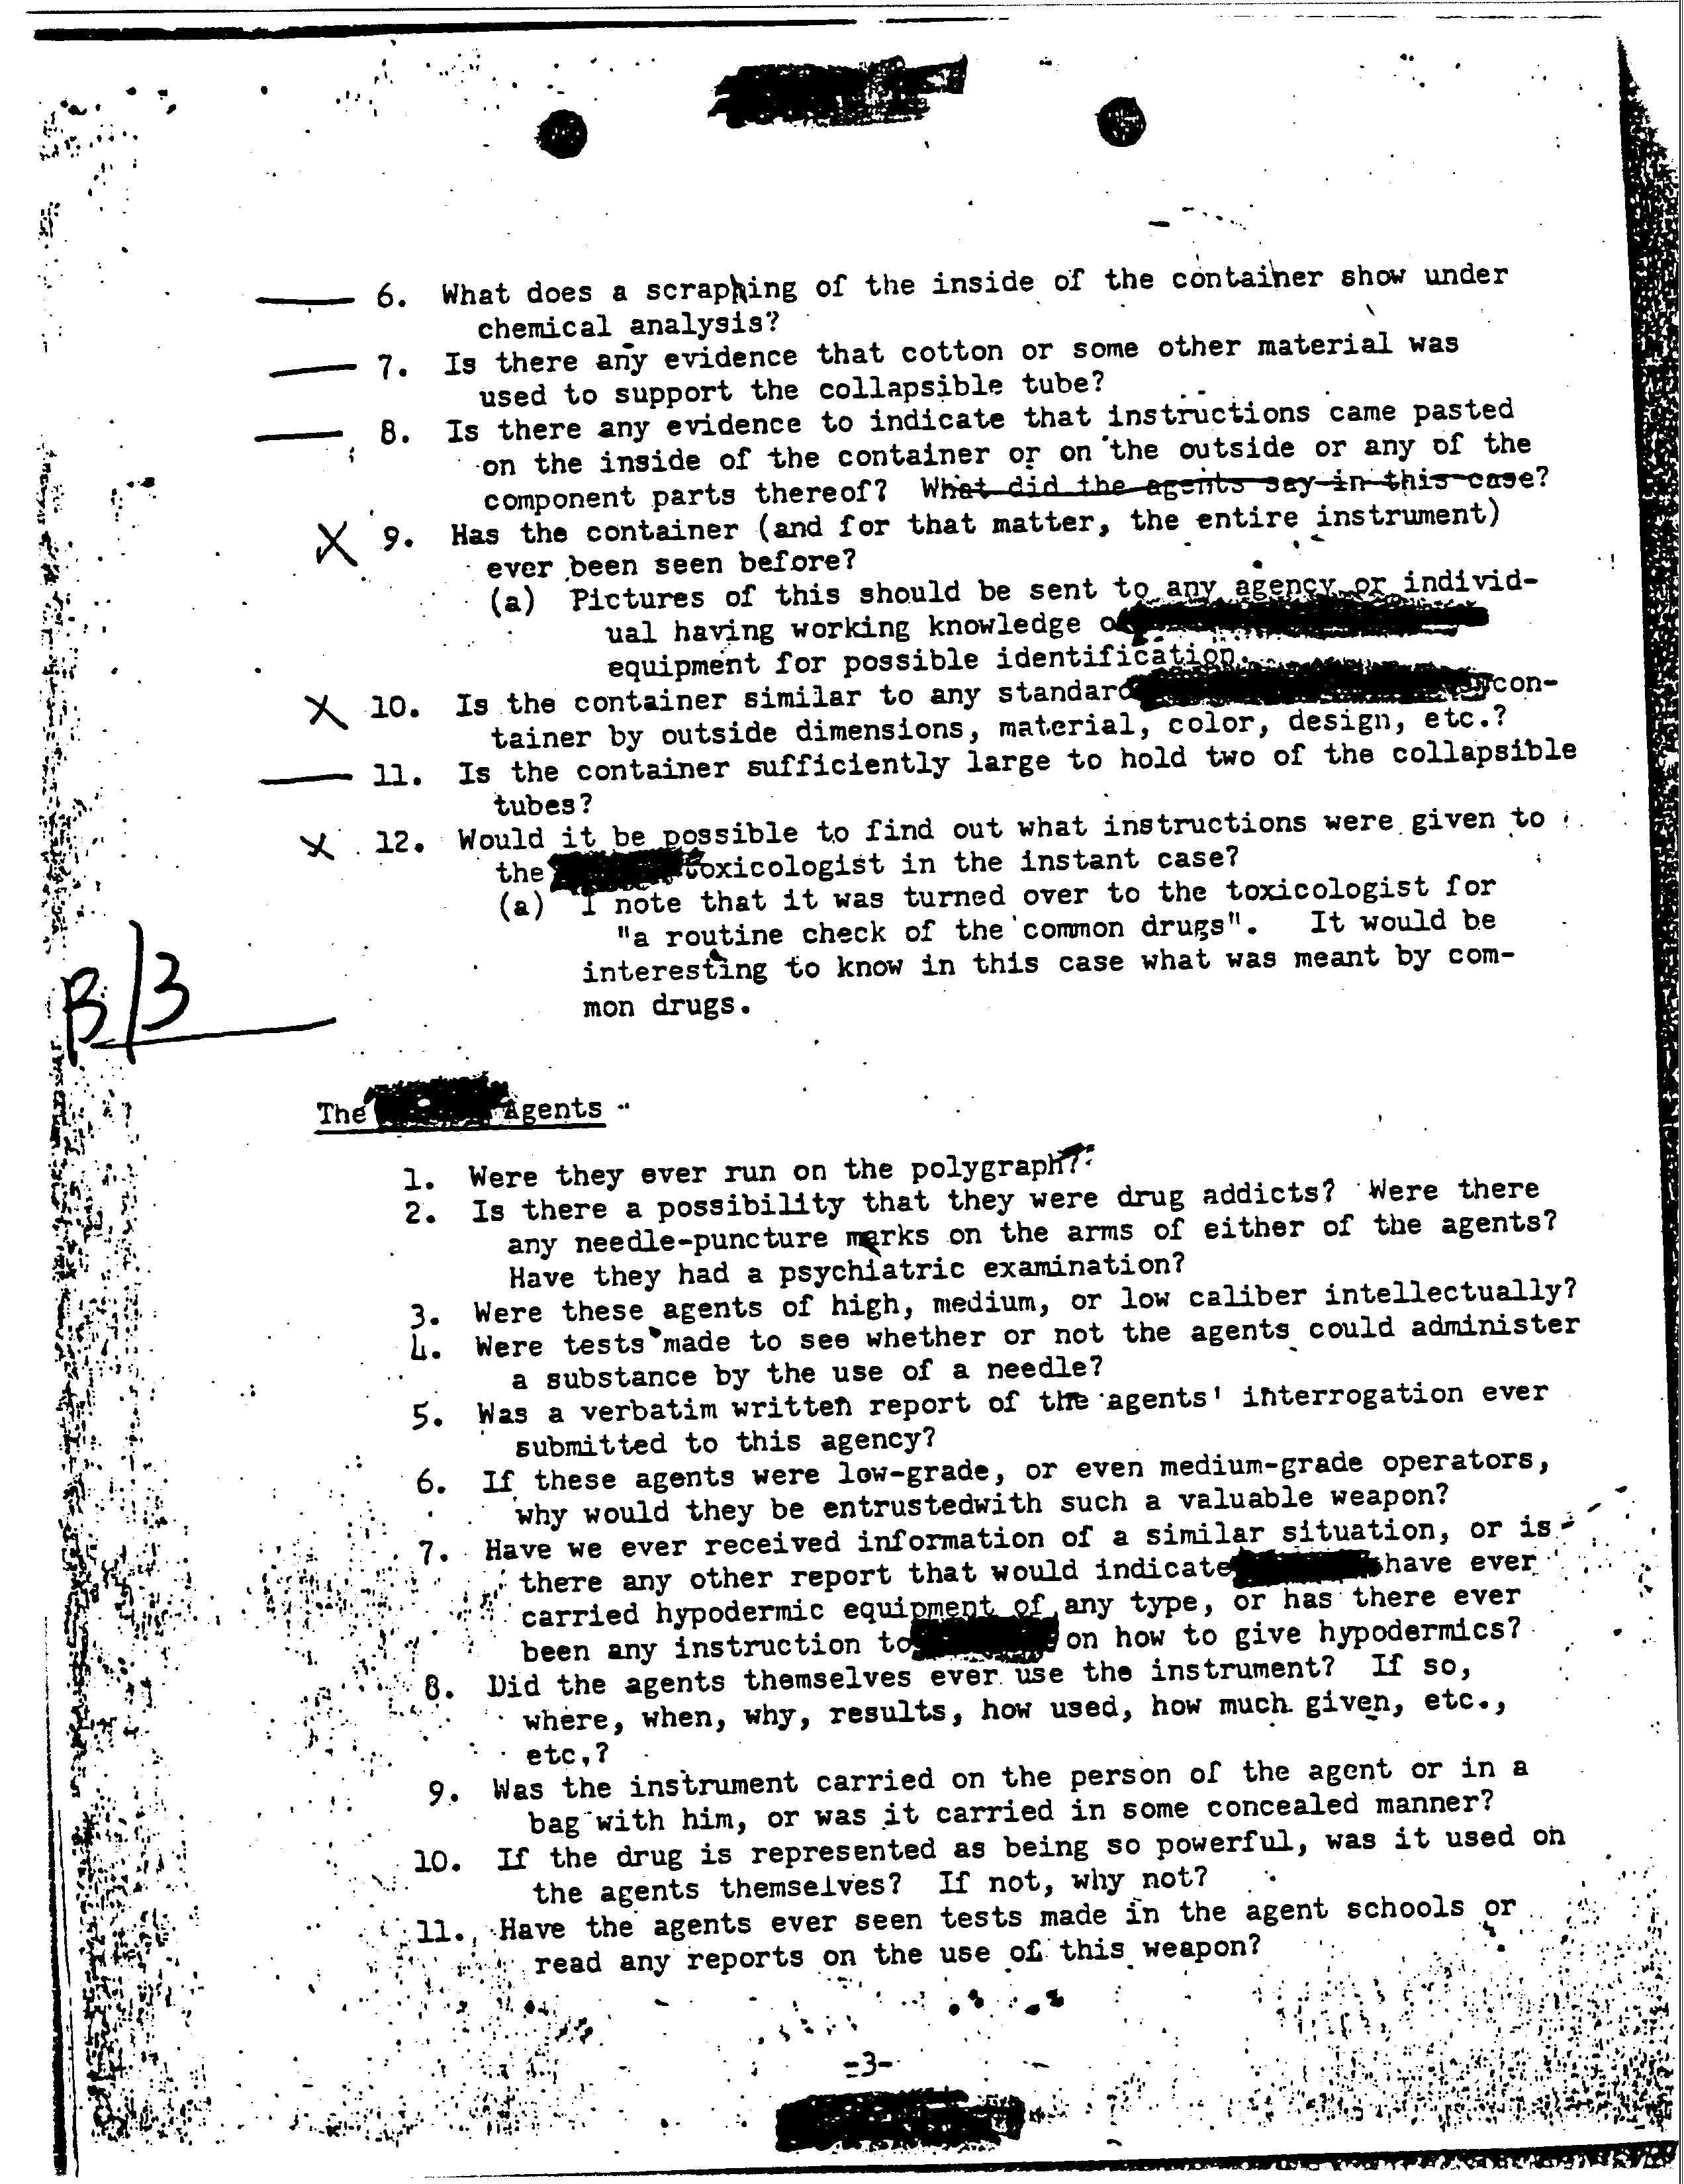 6. What does a scraphing of the inside of the container show under
chemical analysis?
7. Is there any evidence that cotton or some other material was
used to support the collapsible tube?
8. Is there any evidence to indicate that instructions came pasted
on the inside of the container or on the outside or any of the
component parts thereof? What did the agents say in this case?
X 9. Has the container (and for that matter, the entire instrument)
ever been seen before?
(a) Pictures of this should be sent to any agency or individ-
ual having working knowledge o
equipment for possible identification.
X 10. Is the container similar to any standard con-
tainer by outside dimensions, material, color, design, etc.?
11. Is the container sufficiently large to hold two of the collapsible
tubes?
X 12. Would it be possible to find out what instructions were given to
the toxicologist in the instant case?
(a) I note that it was turned over to the toxicologist for
"a routine check of the common drugs". It would be
interesting to know in this case what was meant by com-
mon drugs.
B/3
The Agents
1. Were they ever run on the polygraph?
2. Is there a possibility that they were drug addicts? Were there
any needle-puncture marks on the arms of either of the agents?
Have they had a psychiatric examination?
3. Were these agents of high, medium, or low caliber intellectually?
4. Were tests made to see whether or not the agents could administer
a substance by the use of a needle?
5. Was a verbatim written report of the agents' interrogation ever
submitted to this agency?
6. If these agents were low-grade, or even medium-grade operators,
why would they be entrustedwith such a valuable weapon?
7. Have we ever received information of a similar situation, or is
there any other report that would indicate have ever
carried hypodermic equipment of any type, or has there ever
been any instruction to on how to give hypodermics?
8. Did the agents themselves ever use the instrument? If so,
where, when, why, results, how used, how much given, etc.,
etc.?
9. Was the instrument carried on the person of the agent or in a
bag with him, or was it carried in some concealed manner?
10. If the drug is represented as being so powerful, was it used on
the agents themselves? If not, why not?
11. Have the agents ever seen tests made in the agent schools or
read any reports on the use of this weapon?
-3-